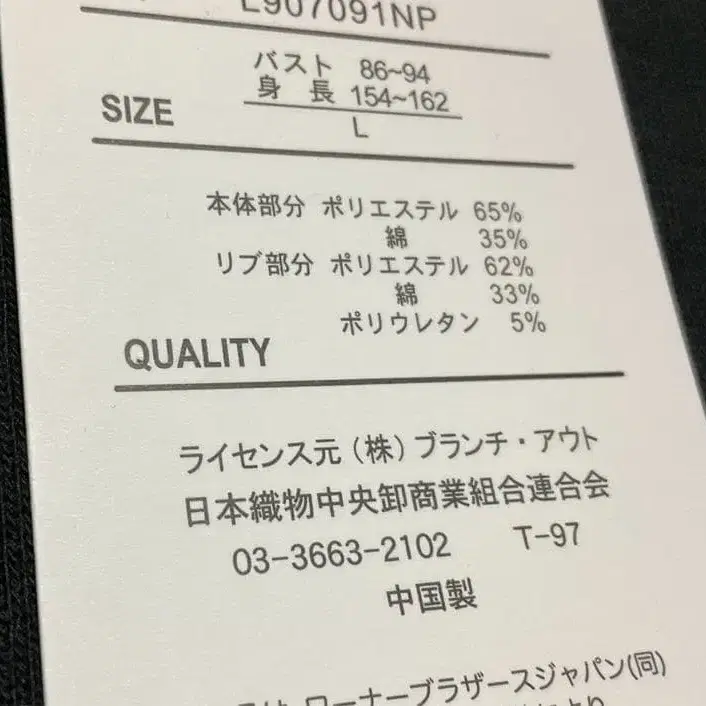 L907091NP
バスト 86~94
身 長 154~162
SIZE
L
本体部分 ポリエステル 65%
綿 35%
リブ部分 ポリエステル 62%
綿 33%
ポリウレタン 5%
QUALITY
ライセンス元(株)ブランチ・アウト
日本織物中央卸商業組合連合会
03-3663-2102 T-97
中国製
ワーナーブラザースジャパン(同)
により